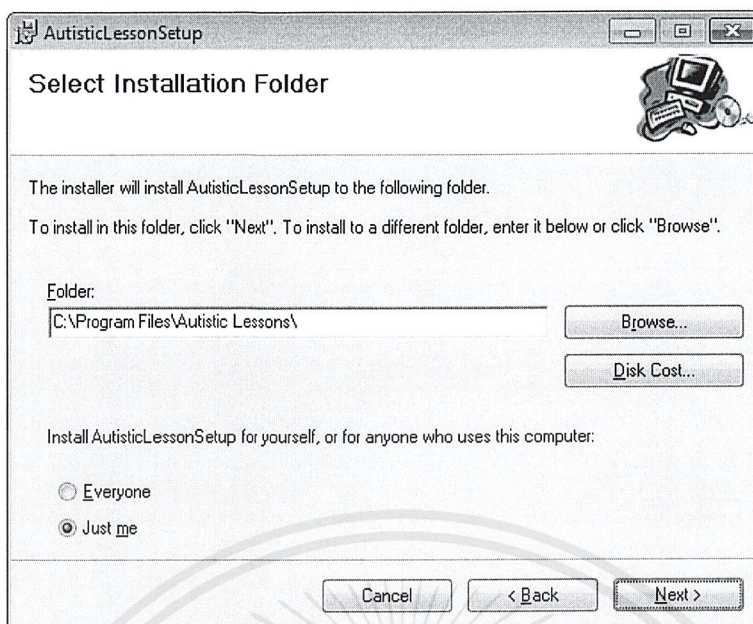 AutisticLessonSetup
Select Installation Folder
The installer will install AutisticLessonSetup to the following folder.
To install in this folder, click "Next". To install to a different folder, enter it below or click "Browse".
Folder:
C:\Program Files\Autistic Lessons\
Browse...
Disk Cost...
Install AutisticLessonSetup for yourself, or for anyone who uses this computer:
Everyone
Just me
Cancel
< Back
Next >